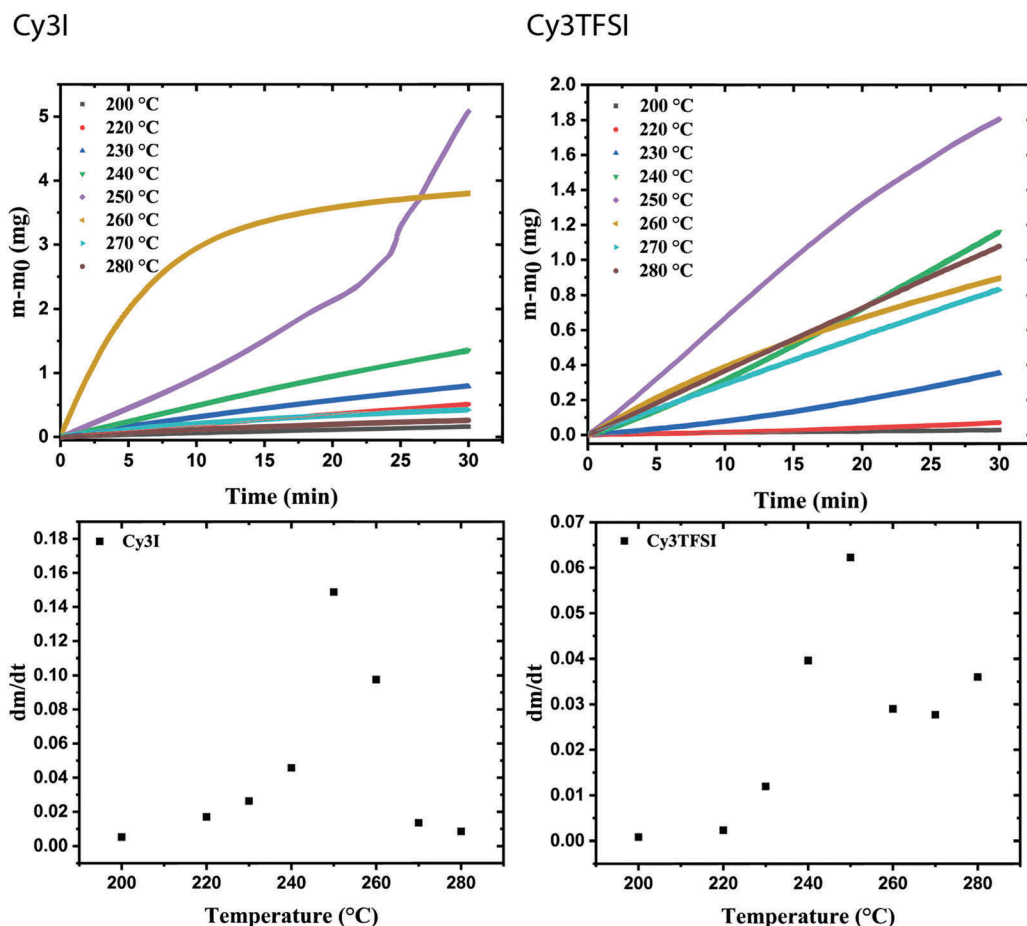 Cy3I
Cy3TFSI
m-m0 (mg)
5
4
3
2
1
0
200 °C
220 °C
230 °C
240 °C
250 °C
260 °C
270 °C
280 °C
0 5 10 15 20 25 30
Time (min)
m-m0 (mg)
2.0
1.8
1.6
1.4
1.2
1.0
0.8
0.6
0.4
0.2
0.0
200 °C
220 °C
230 °C
240 °C
250 °C
260 °C
270 °C
280 °C
0 5 10 15 20 25 30
Time (min)
dm/dt
0.18
0.16
0.14
0.12
0.10
0.08
0.06
0.04
0.02
0.00
Cy3I
200 220 240 260 280
Temperature (°C)
dm/dt
0.07
0.06
0.05
0.04
0.03
0.02
0.01
0.00
Cy3TFSI
200 220 240 260 280
Temperature (°C)